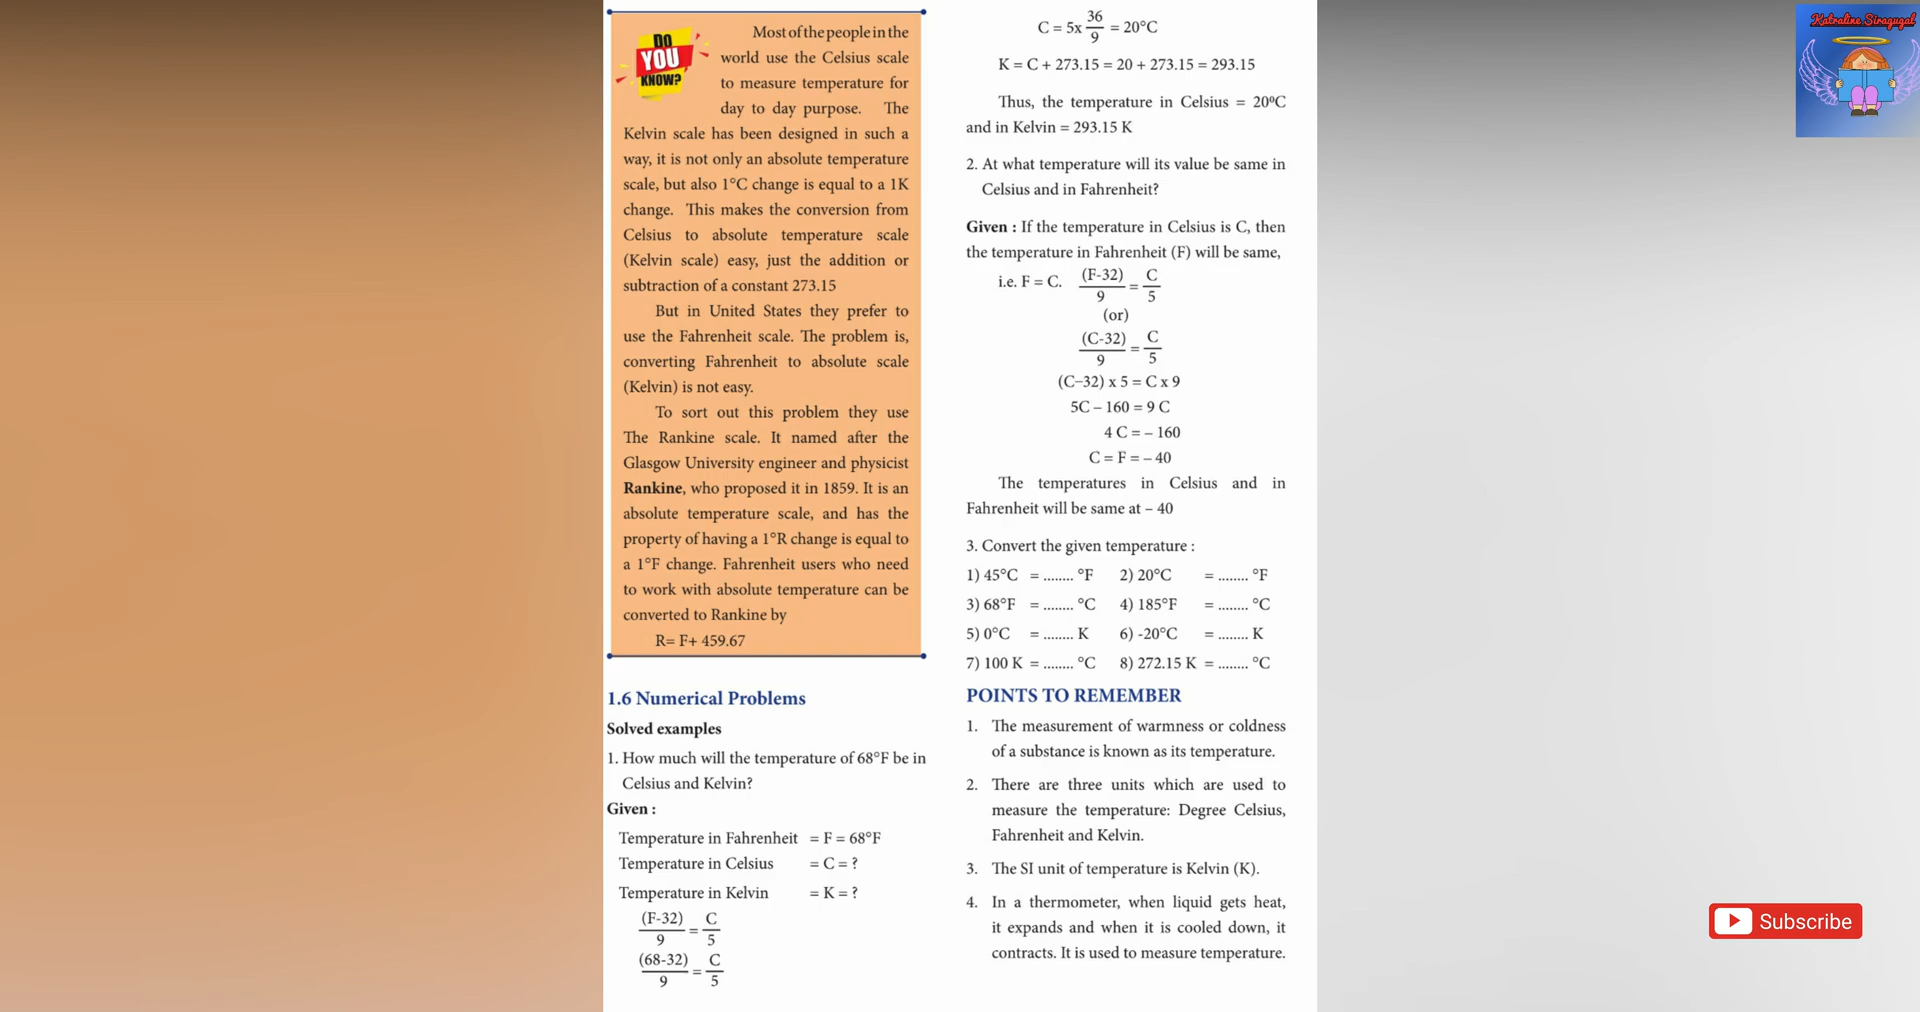 DO
YOU
KNOW?
Most of the people in the
world use the Celsius scale
to measure temperature for
day to day purpose. The
Kelvin scale has been designed in such a
way, it is not only an absolute temperature
scale, but also 1°C change is equal to a 1K
change. This makes the conversion from
Celsius to absolute temperature scale
(Kelvin scale) easy, just the addition or
subtraction of a constant 273.15
But in United States they prefer to
use the Fahrenheit scale. The problem is,
converting Fahrenheit to absolute scale
(Kelvin) is not easy.
To sort out this problem they use
The Rankine scale. It named after the
Glasgow University engineer and physicist
Rankine, who proposed it in 1859. It is an
absolute temperature scale, and has the
property of having a 1°R change is equal to
a 1°F change. Fahrenheit users who need
to work with absolute temperature can be
converted to Rankine by
R= F+ 459.67
1.6 Numerical Problems
Solved examples
1. How much will the temperature of 68°F be in
Celsius and Kelvin?
Given :
Temperature in Fahrenheit = F = 68°F
Temperature in Celsius = C = ?
Temperature in Kelvin = K = ?
(F-32)/9 = C/5
(68-32)/9 = C/5
C = 5x 36/9 = 20°C
K = C + 273.15 = 20 + 273.15 = 293.15
Thus, the temperature in Celsius = 20ºC
and in Kelvin = 293.15 K
2. At what temperature will its value be same in
Celsius and in Fahrenheit?
Given : If the temperature in Celsius is C, then
the temperature in Fahrenheit (F) will be same,
i.e. F = C. (F-32)/9 = C/5
(or)
(C-32)/9 = C/5
(C−32) x 5 = C x 9
5C – 160 = 9 C
4 C = – 160
C = F = – 40
The temperatures in Celsius and in
Fahrenheit will be same at – 40
3. Convert the given temperature :
1) 45°C = ........ °F 2) 20°C = ........ °F
3) 68°F = ........ °C 4) 185°F = ........ °C
5) 0°C = ........ K 6) -20°C = ........ K
7) 100 K = ........ °C 8) 272.15 K = ........ °C
POINTS TO REMEMBER
1. The measurement of warmness or coldness
of a substance is known as its temperature.
2. There are three units which are used to
measure the temperature: Degree Celsius,
Fahrenheit and Kelvin.
3. The SI unit of temperature is Kelvin (K).
4. In a thermometer, when liquid gets heat,
it expands and when it is cooled down, it
contracts. It is used to measure temperature.
Katraline Siragugal
Subscribe